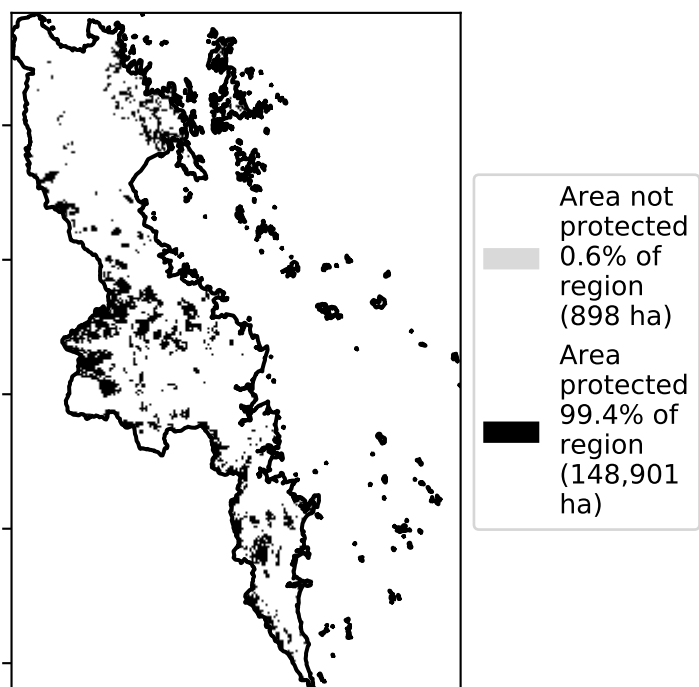 Area not
protected
0.6% of
region
(898 ha)
Area
protected
99.4% of
region
(148,901
ha)